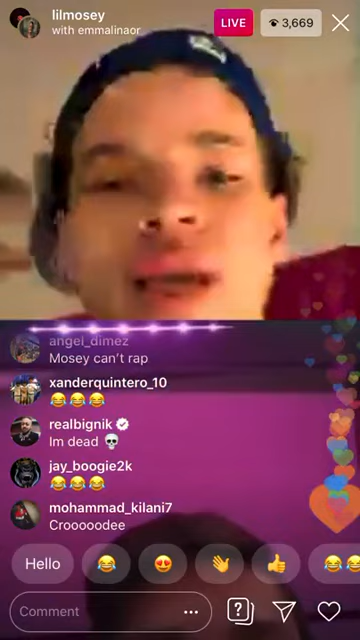 lilmosey
LIVE
3,669
with emmalinaor
angel_dimez
Mosey can't rap
xanderquintero_10
😂😂😂
realbignik
Im dead 💀
jay_boogie2k
😂😂😂
mohammad_kilani7
Crooooodee
Hello 😂 😍 👋 👍 😂😂
Comment